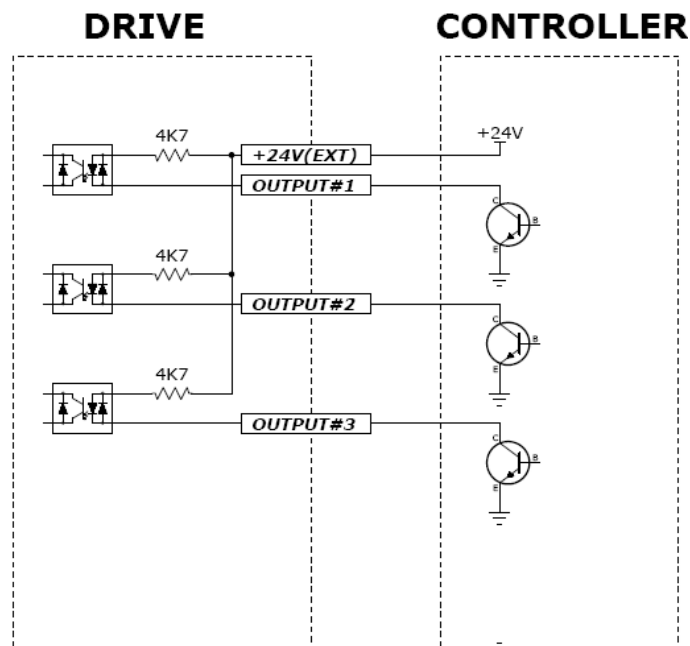 DRIVE CONTROLLER
4K7 +24V(EXT) +24V
OUTPUT#1
C
B
E
4K7
OUTPUT#2
C
B
E
4K7
OUTPUT#3
C
B
E